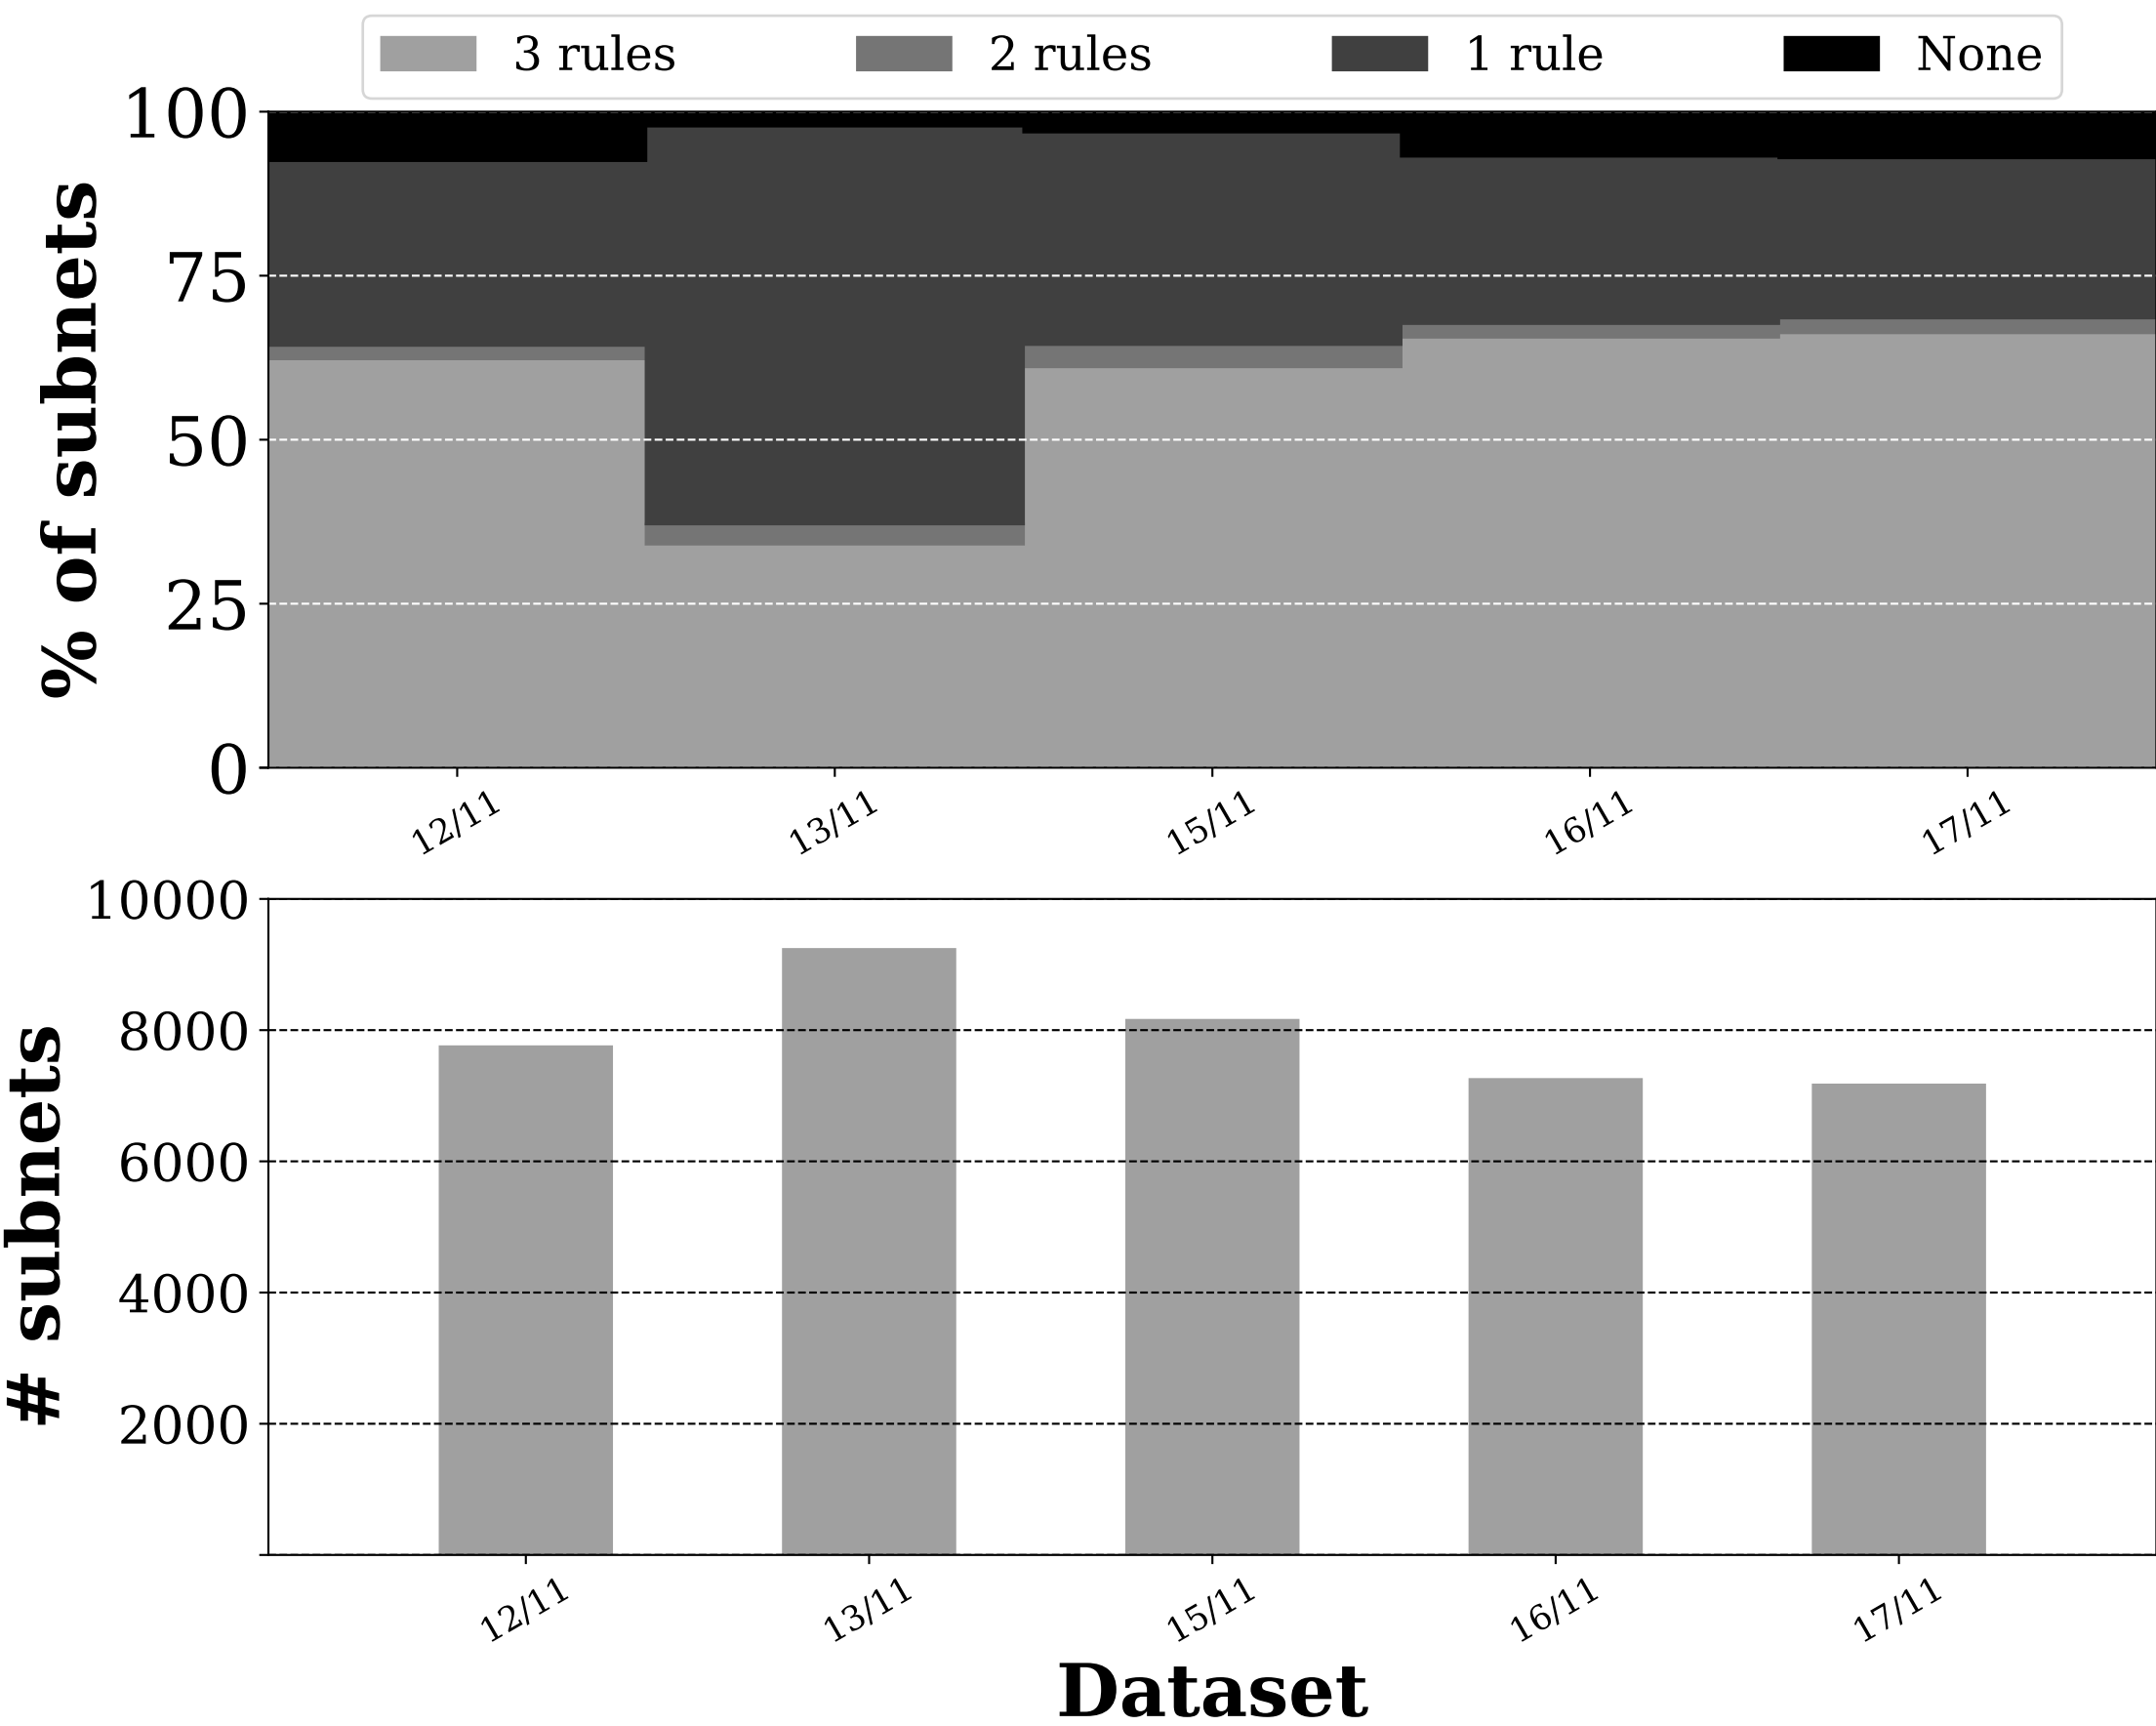 3 rules 2 rules 1 rule None
% of subnets
100
75
50
25
0
12/11 13/11 15/11 16/11 17/11
# subnets
10000
8000
6000
4000
2000
12/11 13/11 15/11 16/11 17/11
Dataset